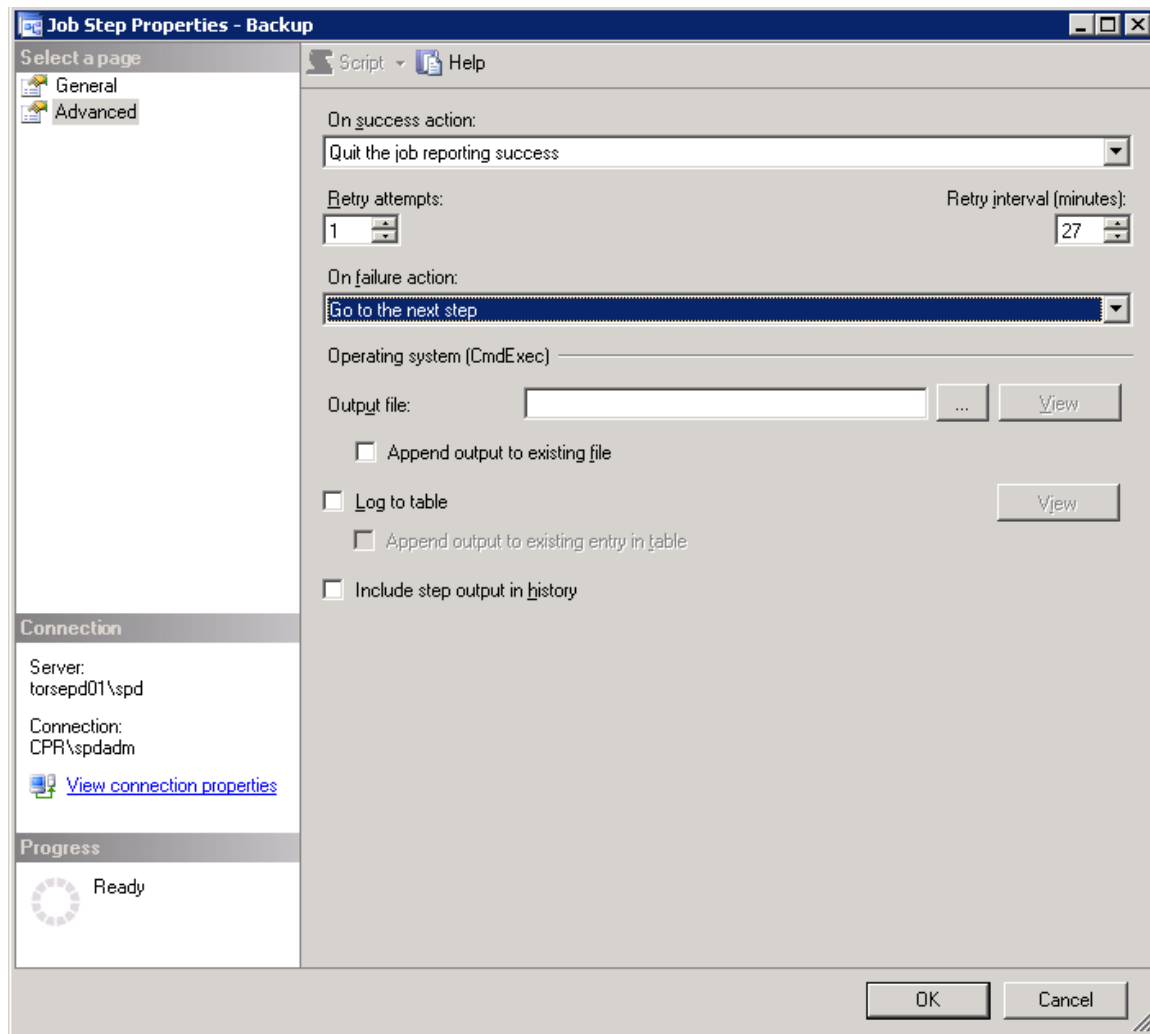 Job Step Properties - Backup
Select a page
General
Advanced
Script
Help
On success action:
Quit the job reporting success
Retry attempts:
Retry interval (minutes):
1
27
On failure action:
Go to the next step
Operating system (CmdExec)
Output file:
...
View
Append output to existing file
Log to table
View
Append output to existing entry in table
Include step output in history
Connection
Server:
torsepd01\spd
Connection:
CPR\spdadm
View connection properties
Progress
Ready
OK
Cancel